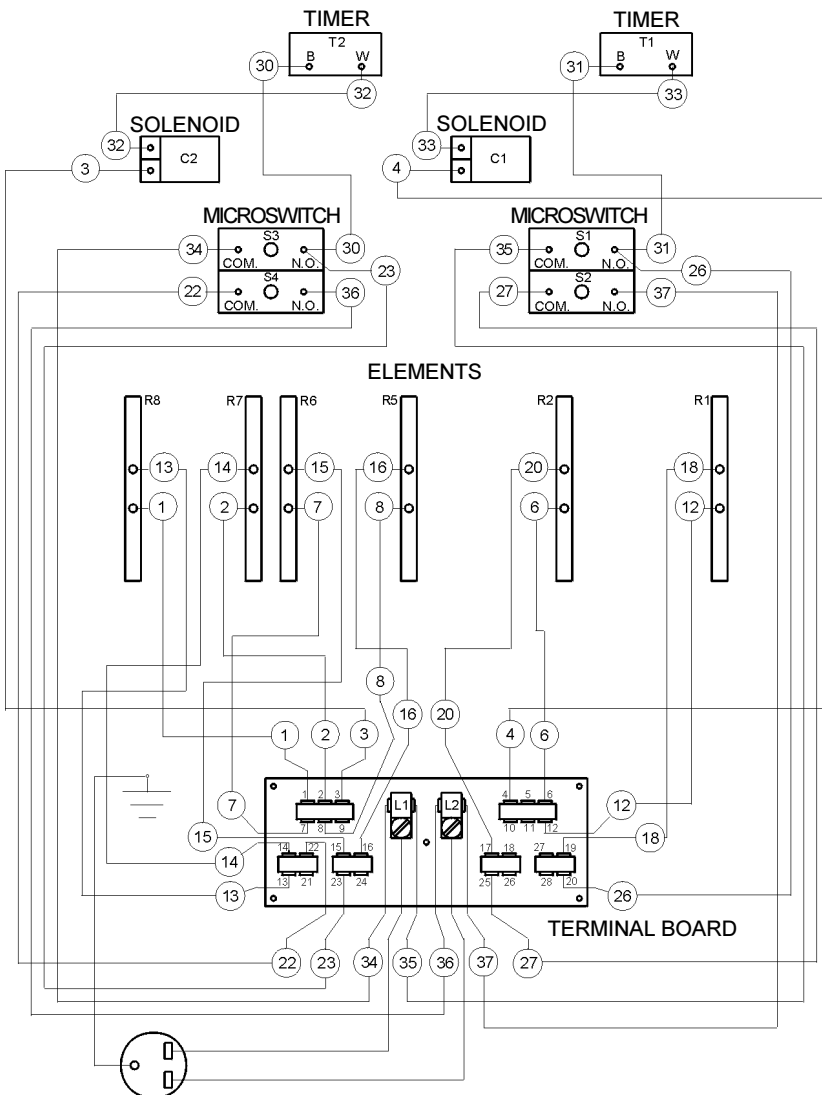 TIMER TIMER
T2 T1
B W B W
30 31
32 33
SOLENOID SOLENOID
32 33
C2 C1
3 4
MICROSWITCH MICROSWITCH
S3 S1
34 30 35 31
COM. N.O. COM. N.O.
23 26
S4 S2
22 36 27 37
COM. N.O. COM. N.O.
ELEMENTS
R8 R7 R6 R5 R2 R1
13 14 15 16 20 18
1 2 7 8 6 12
8
16 20
1 2 3 4 6
1 2 3 4 5 6
L1 L2
7 12
7 8 9 10 11 12
15 18
14 22 15 16 17 18 27 19
14
13 21 23 24 25 26 28 20
13 26
TERMINAL BOARD
22 23 34 35 36 37 27